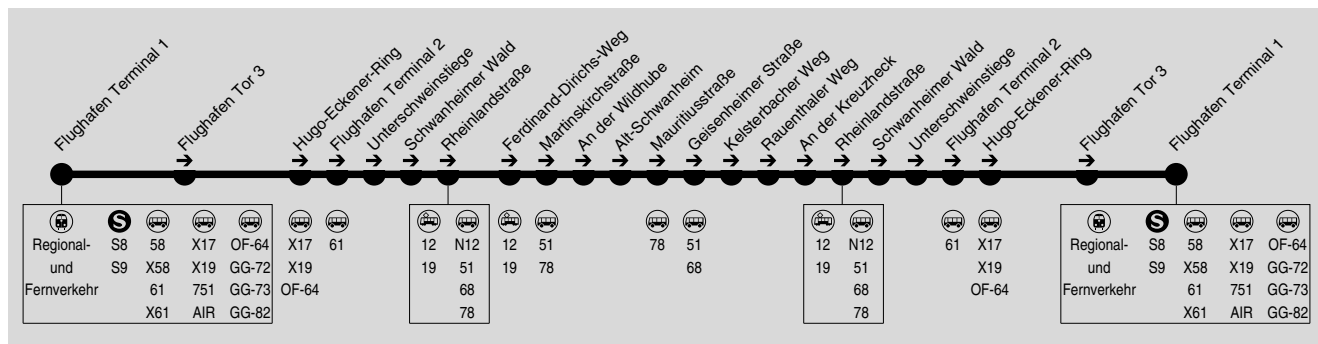 Flughafen Terminal 1
Flughafen Tor 3
Hugo-Eckener-Ring
Flughafen Terminal 2
Unterschweinstiege
Schwanheimer Wald
Rheinlandstraße
Ferdinand-Dirichs-Weg
Martinskirchstraße
An der Wildhube
Alt-Schwanheim
Mauritiusstraße
Geisenheimer Straße
Kelsterbacher Weg
Rauenthaler Weg
An der Kreuzheck
Rheinlandstraße
Schwanheimer Wald
Unterschweinstiege
Flughafen Terminal 2
Hugo-Eckener-Ring
Flughafen Tor 3
Flughafen Terminal 1
S S
Regional- S8 58 X17 OF-64 X17 61 12 N12 12 51 78 51 12 N12 61 X17 Regional- S8 58 X17 OF-64
und S9 X58 X19 GG-72 X19 19 51 19 78 68 19 51 X19 und S9 X58 X19 GG-72
Fernverkehr 61 751 GG-73 OF-64 68 68 OF-64 Fernverkehr 61 751 GG-73
X61 AIR GG-82 78 78 X61 AIR GG-82